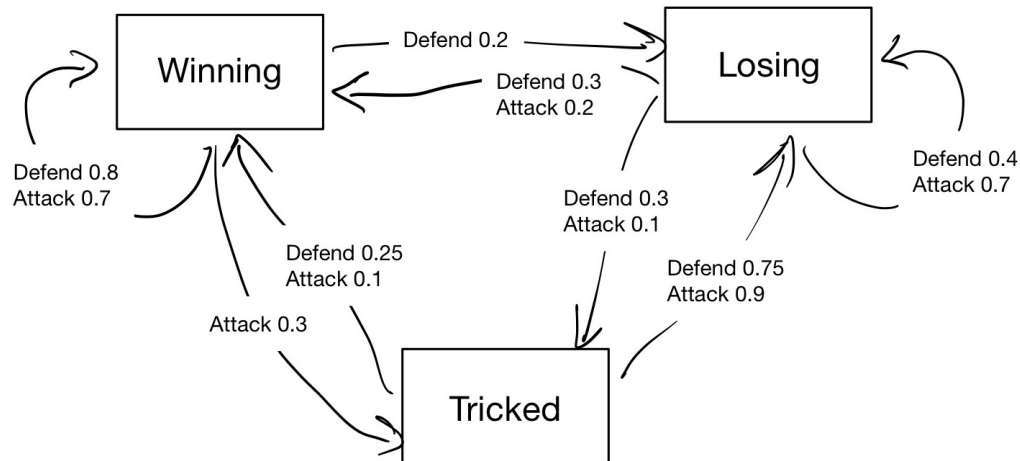 Winning
Defend 0.2
Losing
Defend 0.3
Attack 0.2
Defend 0.8
Attack 0.7
Defend 0.4
Attack 0.7
Defend 0.3
Attack 0.1
Defend 0.25
Attack 0.1
Defend 0.75
Attack 0.9
Attack 0.3
Tricked